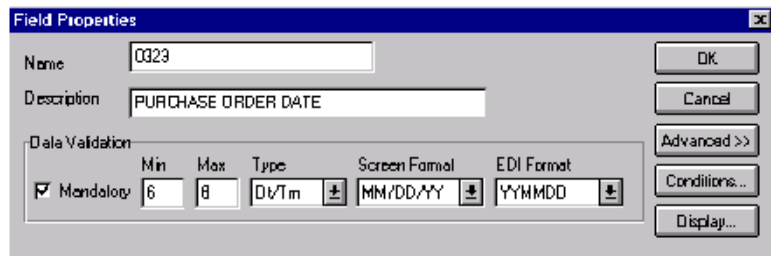 Field Properties
Name 0323
OK
Description PURCHASE ORDER DATE
Cancel
Data Validation
Advanced >>
Min Max Type Screen Format EDI Format
Mandatory 6 8 Dt/Tm MM/DD/YY YYMMDD
Conditions...
Display...